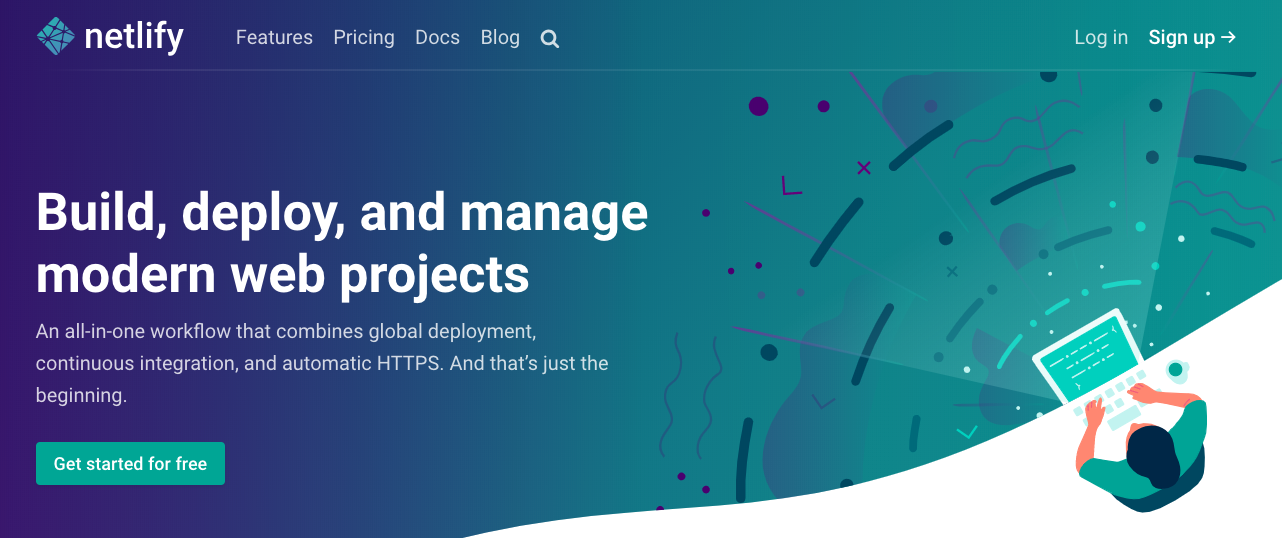 netlify
Features Pricing Docs Blog
Log in Sign up →
Build, deploy, and manage
modern web projects
An all-in-one workflow that combines global deployment,
continuous integration, and automatic HTTPS. And that’s just the
beginning.
Get started for free